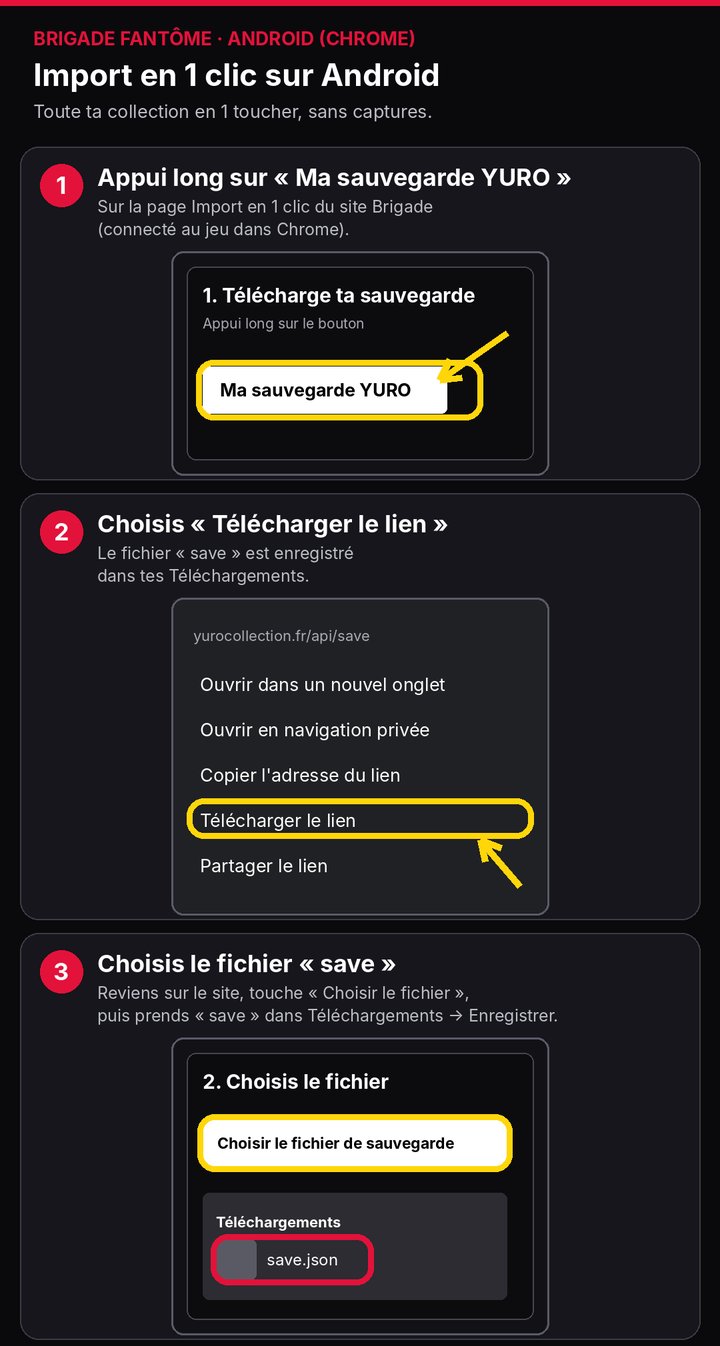 BRIGADE FANTÔME · ANDROID (CHROME)
Import en 1 clic sur Android
Toute ta collection en 1 toucher, sans captures.
1
Appui long sur « Ma sauvegarde YURO »
Sur la page Import en 1 clic du site Brigade
(connecté au jeu dans Chrome).
1. Télécharge ta sauvegarde
Appui long sur le bouton
Ma sauvegarde YURO
2
Choisis « Télécharger le lien »
Le fichier « save » est enregistré
dans tes Téléchargements.
yurocollection.fr/api/save
Ouvrir dans un nouvel onglet
Ouvrir en navigation privée
Copier l'adresse du lien
Télécharger le lien
Partager le lien
3
Choisis le fichier « save »
Reviens sur le site, touche « Choisir le fichier »,
puis prends « save » dans Téléchargements → Enregistrer.
2. Choisis le fichier
Choisir le fichier de sauvegarde
Téléchargements
save.json